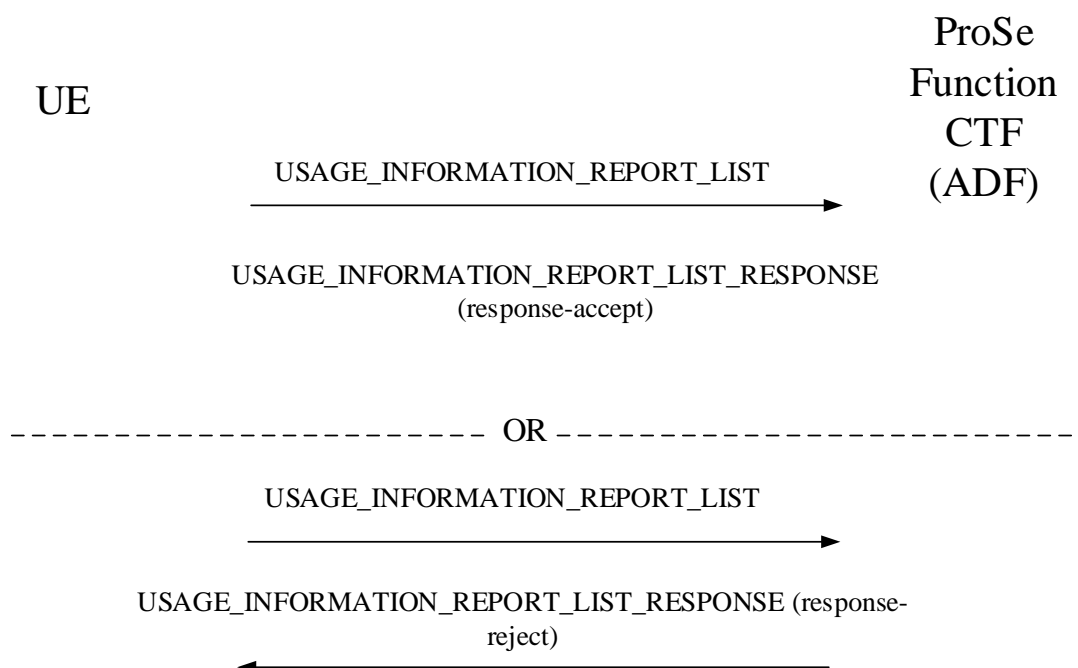 UE
ProSe
Function
CTF
(ADF)
USAGE_INFORMATION_REPORT_LIST
USAGE_INFORMATION_REPORT_LIST_RESPONSE
(response-accept)
OR
USAGE_INFORMATION_REPORT_LIST
USAGE_INFORMATION_REPORT_LIST_RESPONSE (response-
reject)